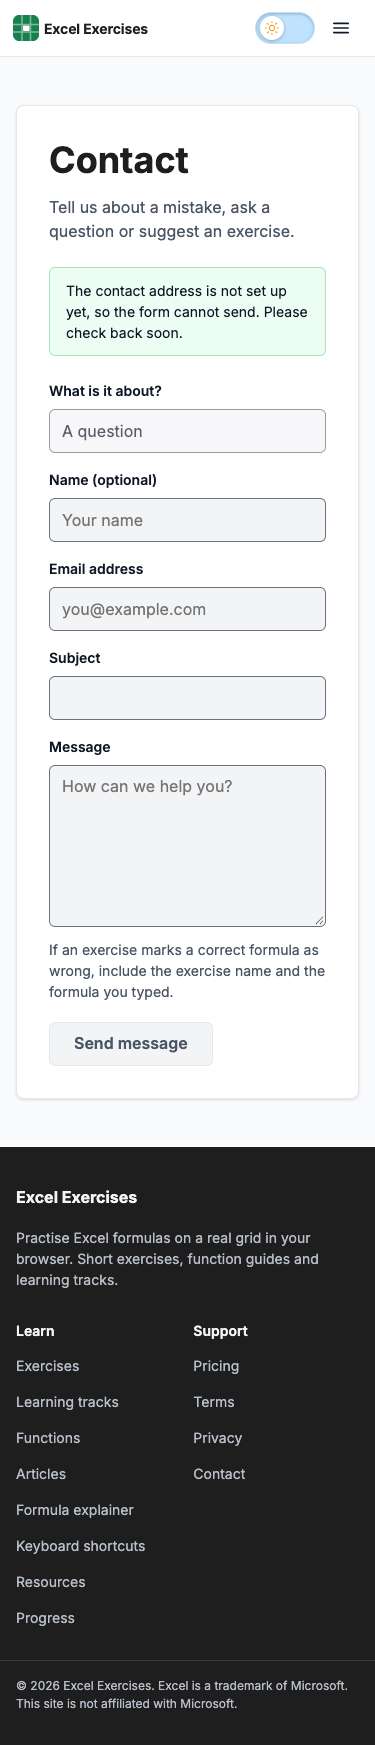 Excel Exercises
Contact
Tell us about a mistake, ask a
question or suggest an exercise.
The contact address is not set up
yet, so the form cannot send. Please
check back soon.
What is it about?
A question
Name (optional)
Your name
Email address
you@example.com
Subject
Message
How can we help you?
If an exercise marks a correct formula as
wrong, include the exercise name and the
formula you typed.
Send message
Excel Exercises
Practise Excel formulas on a real grid in your
browser. Short exercises, function guides and
learning tracks.
Learn
Exercises
Learning tracks
Functions
Articles
Formula explainer
Keyboard shortcuts
Resources
Progress
Support
Pricing
Terms
Privacy
Contact
© 2026 Excel Exercises. Excel is a trademark of Microsoft.
This site is not affiliated with Microsoft.